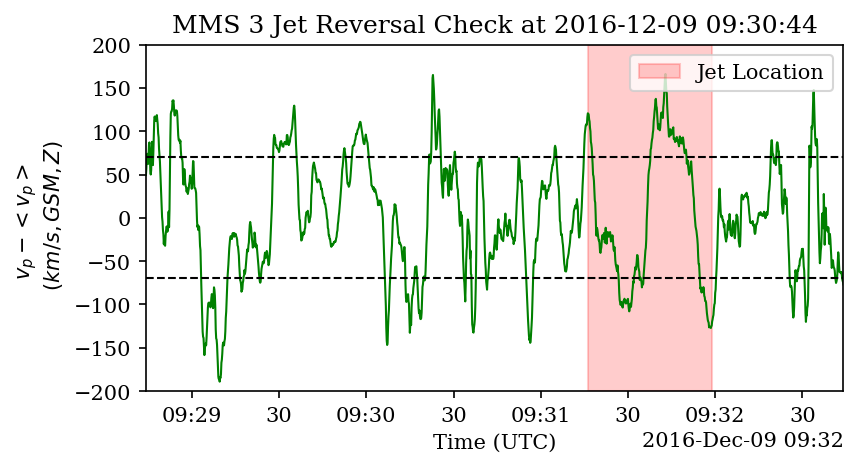 MMS 3 Jet Reversal Check at 2016-12-09 09:30:44
200
150
100
50
0
−50
−100
−150
−200
v_p − < v_p >
(km/s, GSM, Z)
Jet Location
09:29 30 09:30 30 09:31 30 09:32 30
Time (UTC)
2016-Dec-09 09:32